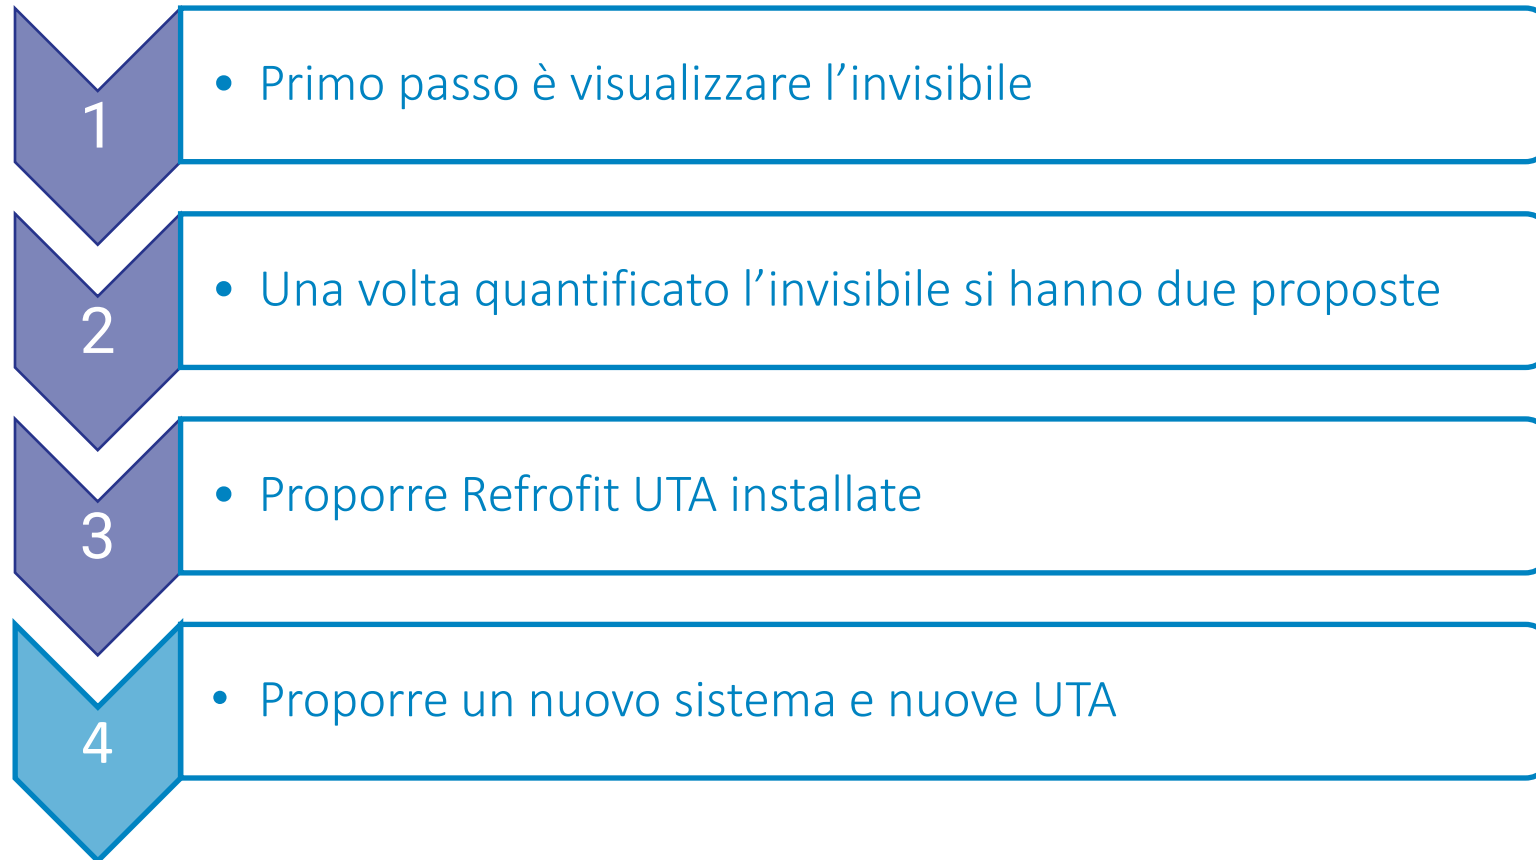 1
• Primo passo è visualizzare l’invisibile
2
• Una volta quantificato l’invisibile si hanno due proposte
3
• Proporre Refrofit UTA installate
4
• Proporre un nuovo sistema e nuove UTA